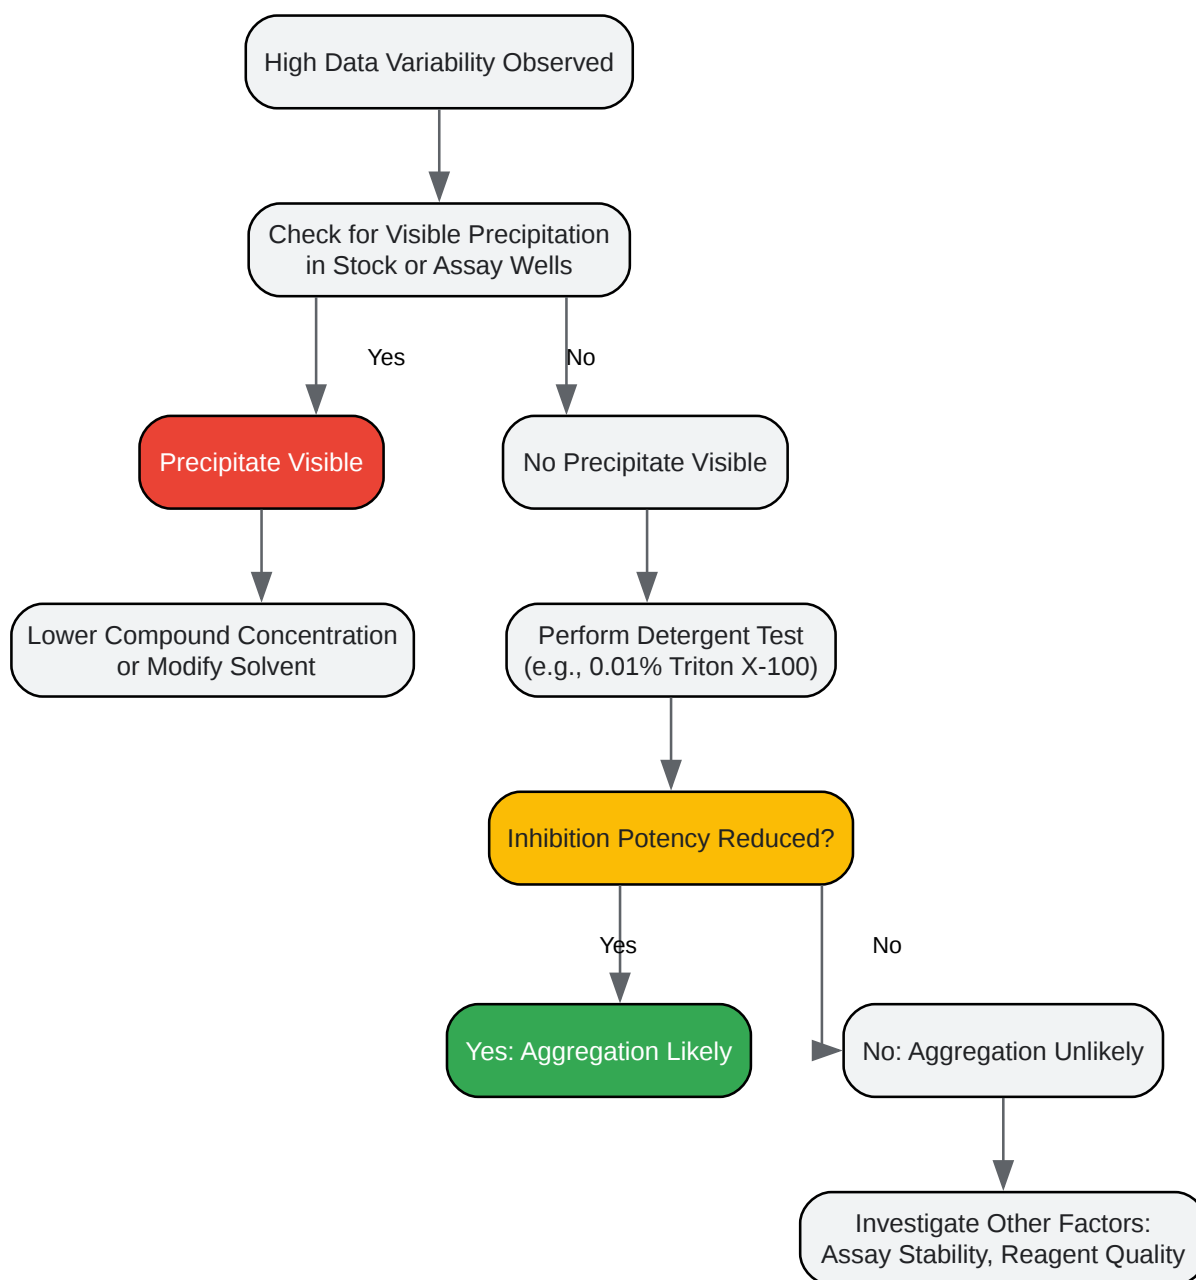 High Data Variability Observed
Check for Visible Precipitation
in Stock or Assay Wells
Yes
No
Precipitate Visible
No Precipitate Visible
Lower Compound Concentration
or Modify Solvent
Perform Detergent Test
(e.g., 0.01% Triton X-100)
Inhibition Potency Reduced?
Yes
No
Yes: Aggregation Likely
No: Aggregation Unlikely
Investigate Other Factors:
Assay Stability, Reagent Quality